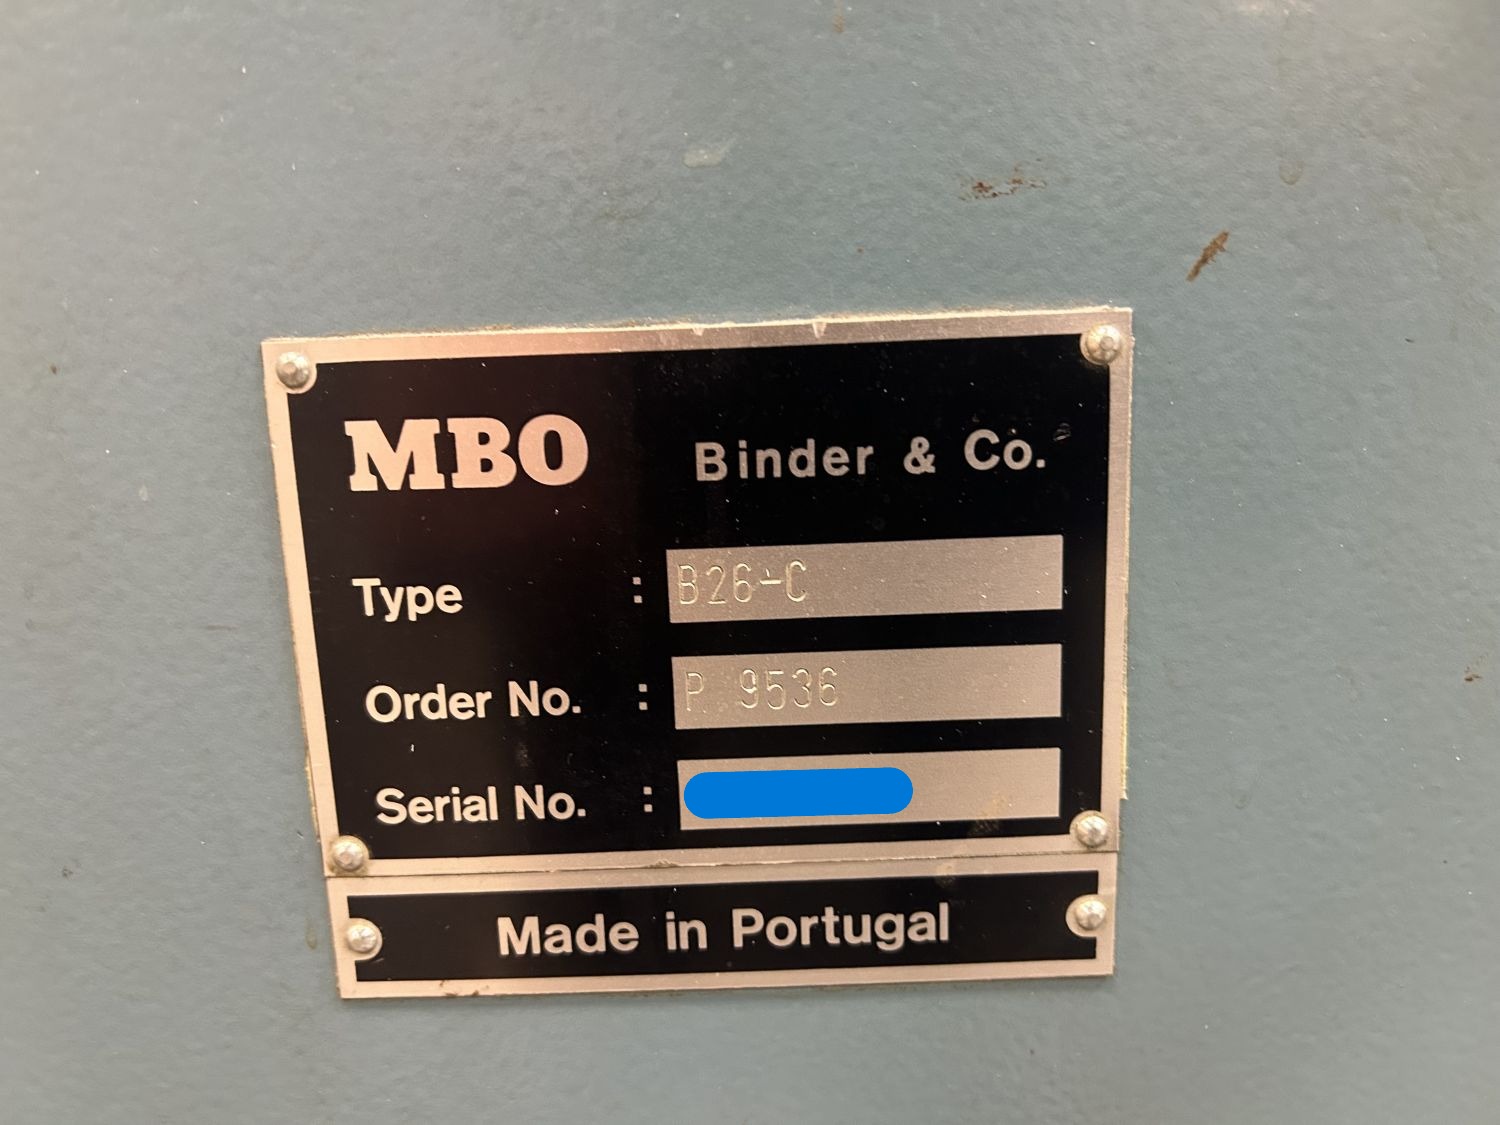 MBO Binder & Co.
Type : B26-C
Order No. : P 9536
Serial No. :
Made in Portugal